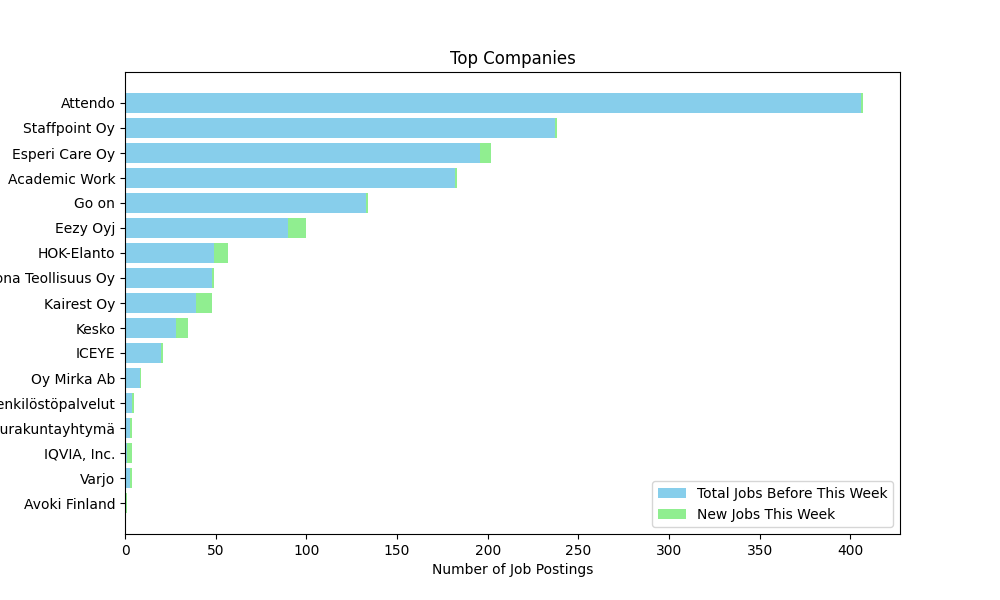 Top Companies
Attendo
Staffpoint Oy
Esperi Care Oy
Academic Work
Go on
Eezy Oyj
HOK-Elanto
Teollisuus Oy
Kairest Oy
Kesko
ICEYE
Oy Mirka Ab
IQVIA, Inc.
Varjo
Avoki Finland
Total Jobs Before This Week
New Jobs This Week
0 50 100 150 200 250 300 350 400
Number of Job Postings